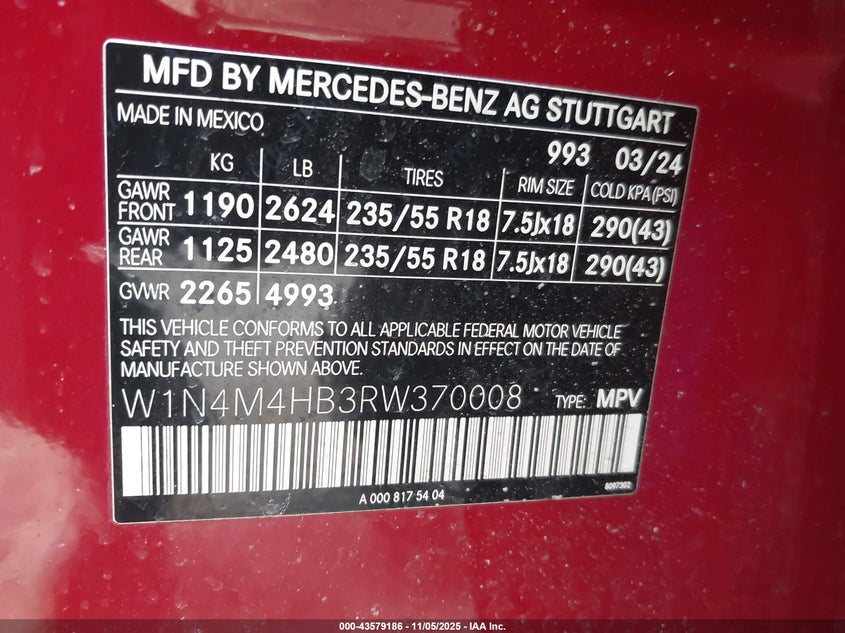 MFD BY MERCEDES-BENZ AG STUTTGART
MADE IN MEXICO
993 03/24
KG LB TIRES RIM SIZE COLD KPA(PSI)
GAWR FRONT 1190 2624 235/55 R18 7.5Jx18 290(43)
GAWR REAR 1125 2480 235/55 R18 7.5Jx18 290(43)
GVWR 2265 4993
THIS VEHICLE CONFORMS TO ALL APPLICABLE FEDERAL MOTOR VEHICLE
SAFETY AND THEFT PREVENTION STANDARDS IN EFFECT ON THE DATE OF
MANUFACTURE SHOWN ABOVE.
W1N4M4HB3RW370008 TYPE: MPV
A 000 817 54 04
8097302
000-43579186 - 11/05/2025 - IAA Inc.